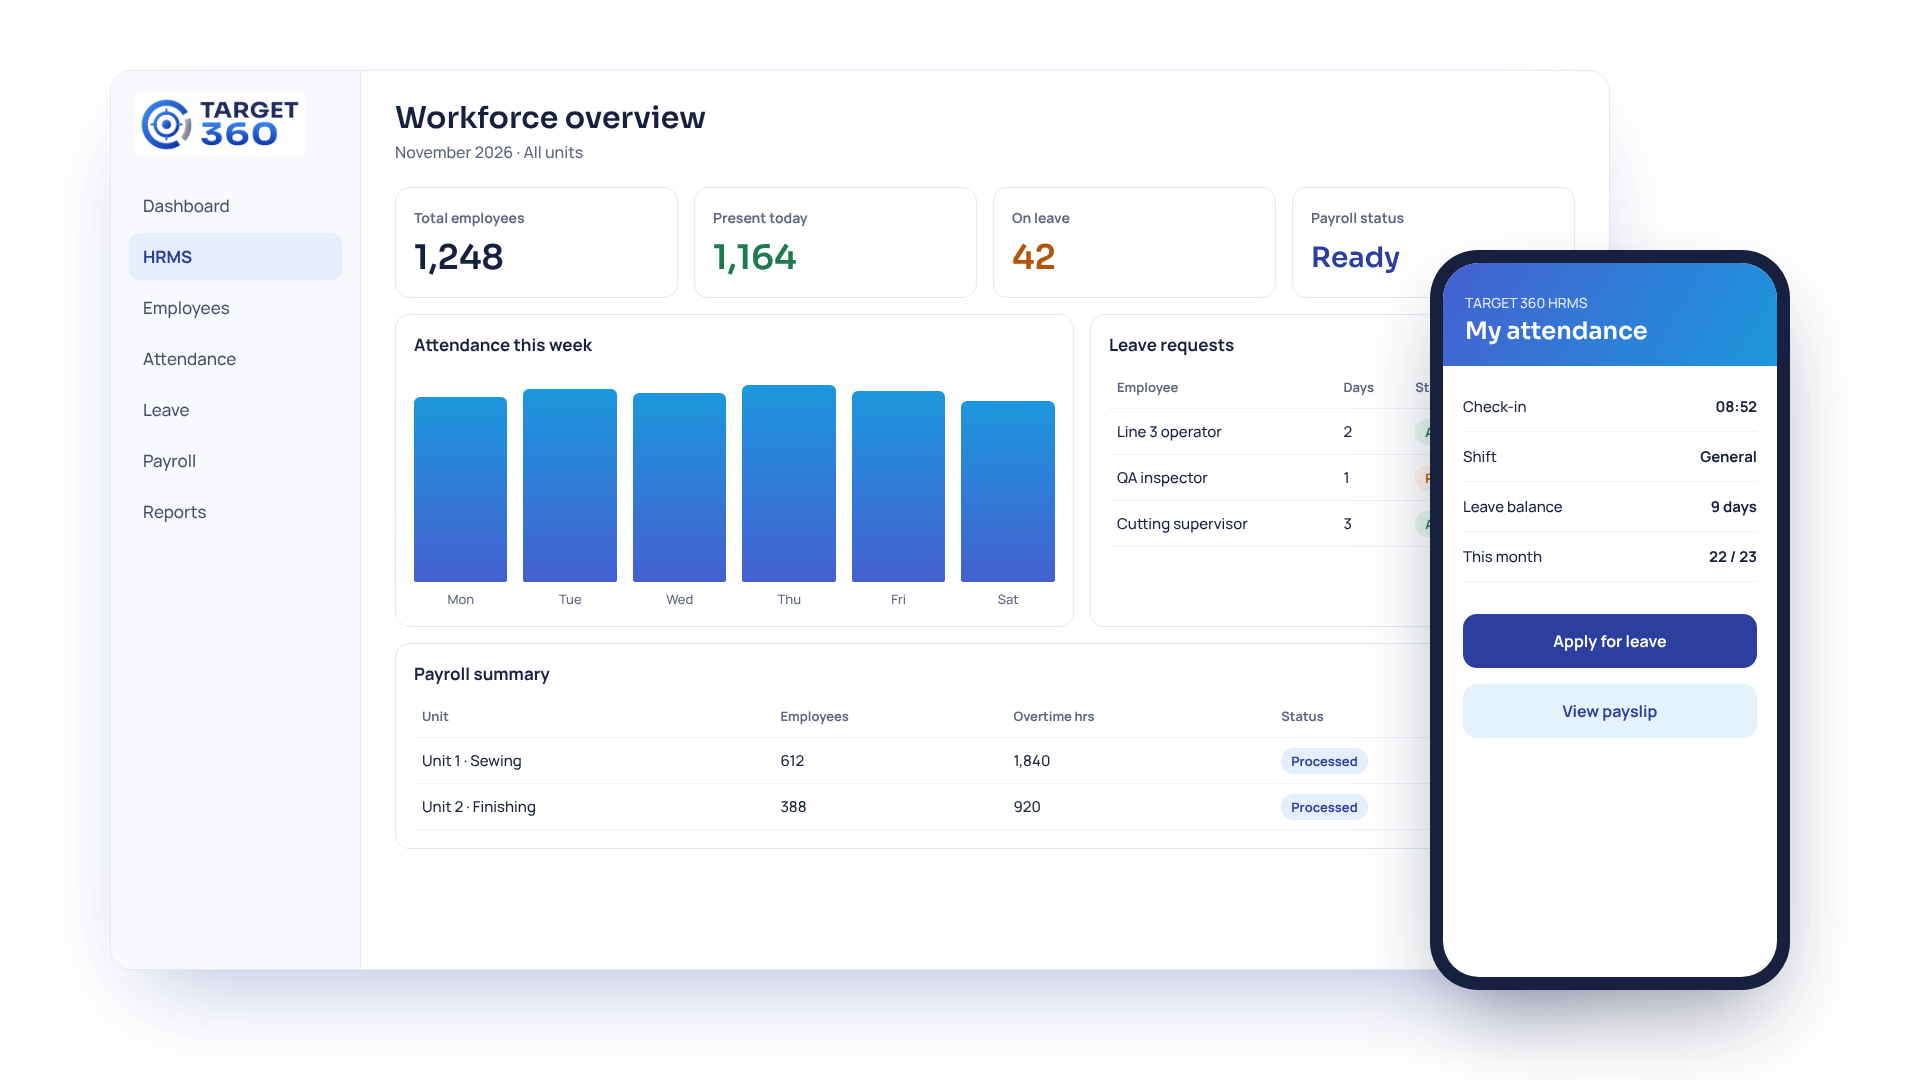 TARGET
360
Dashboard
HRMS
Employees
Attendance
Leave
Payroll
Reports
Workforce overview
November 2026 · All units
Total employees
1,248
Present today
1,164
On leave
42
Payroll status
Ready
Attendance this week
Mon Tue Wed Thu Fri Sat
Leave requests
Employee Days
Line 3 operator 2
QA inspector 1
Cutting supervisor 3
Payroll summary
Unit Employees Overtime hrs Status
Unit 1 · Sewing 612 1,840 Processed
Unit 2 · Finishing 388 920 Processed
TARGET 360 HRMS
My attendance
Check-in 08:52
Shift General
Leave balance 9 days
This month 22 / 23
Apply for leave
View payslip